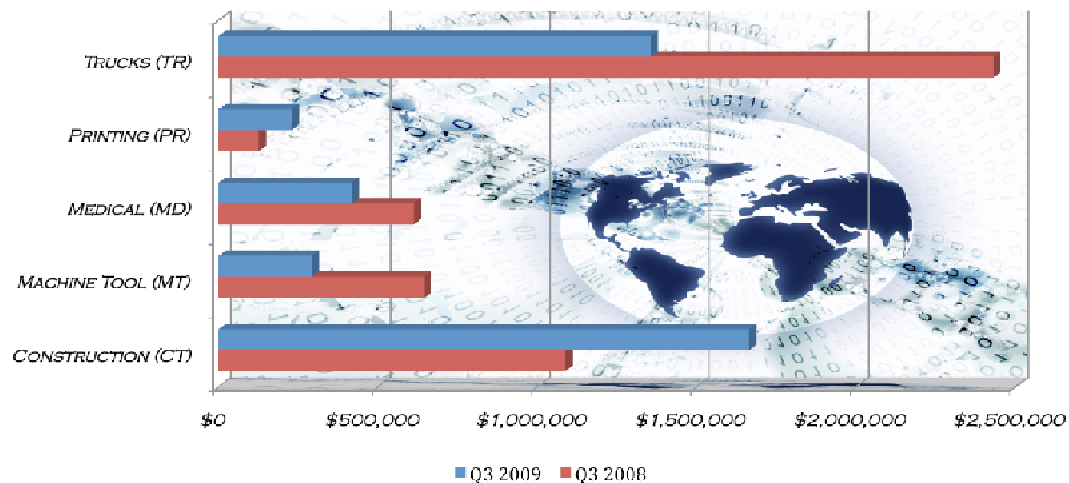 TRUCKS (TR)
PRINTING (PR)
MEDICAL (MD)
MACHINE TOOL (MT)
CONSTRUCTION (CT)
$0 $500,000 $1,000,000 $1,500,000 $2,000,000 $2,500,000
Q3 2009 Q3 2008